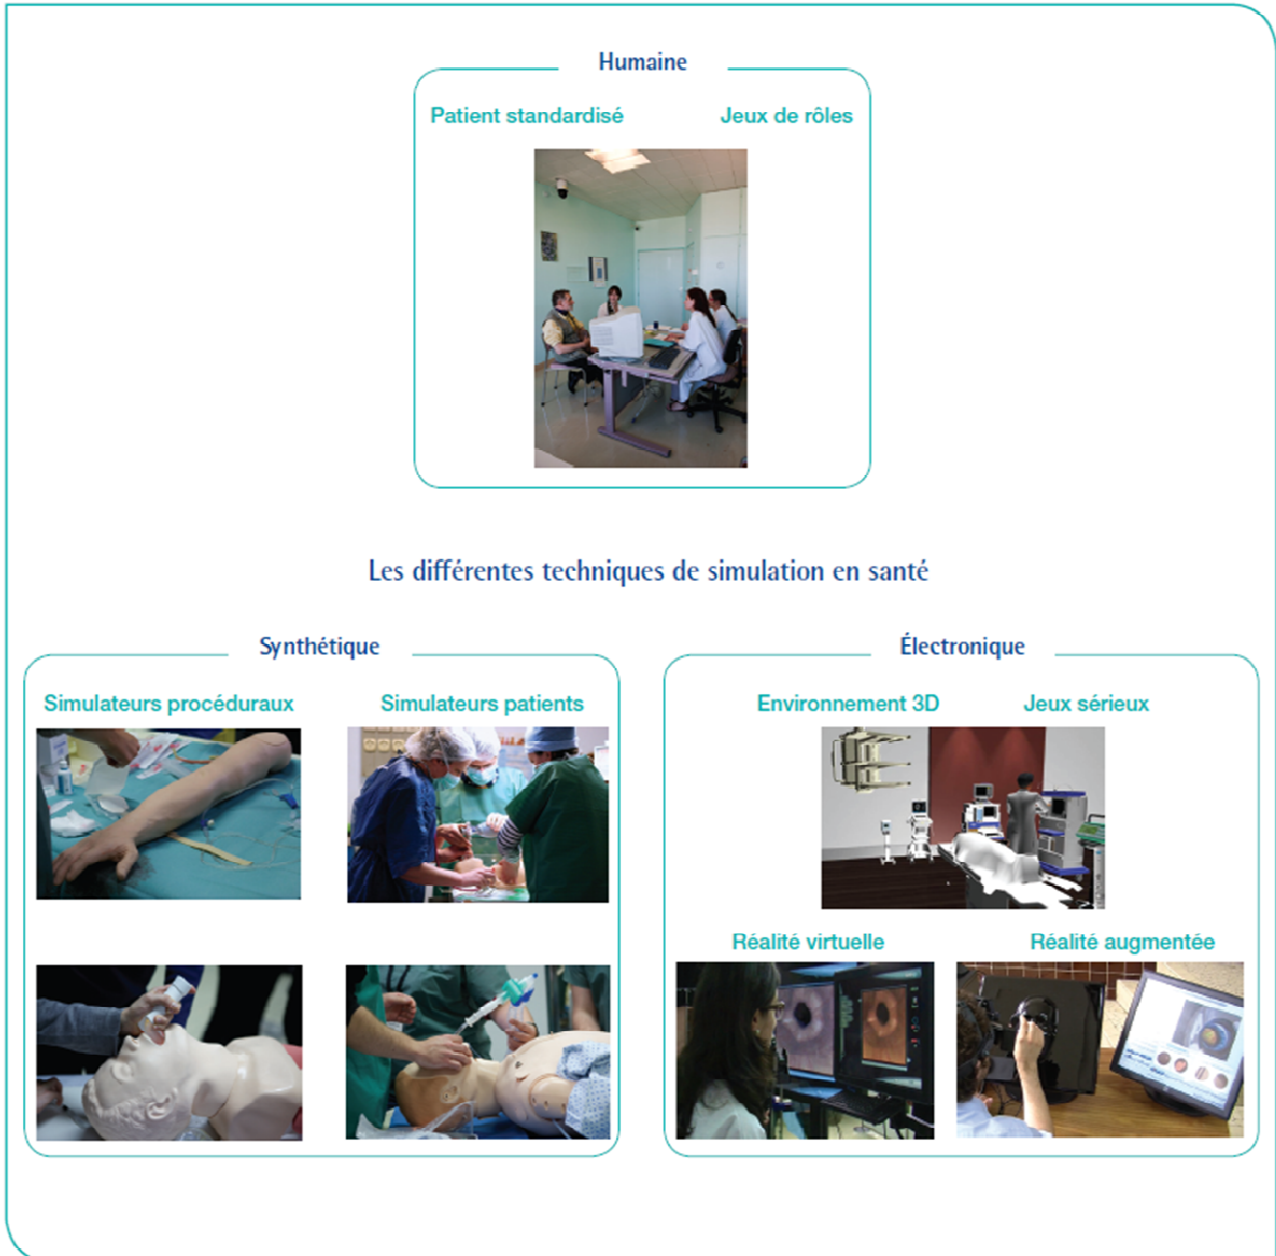 Humaine
Patient standardisé
Jeux de rôles
Les différentes techniques de simulation en santé
Synthétique
Simulateurs procéduraux
Simulateurs patients
Électronique
Environnement 3D
Jeux sérieux
Réalité virtuelle
Réalité augmentée